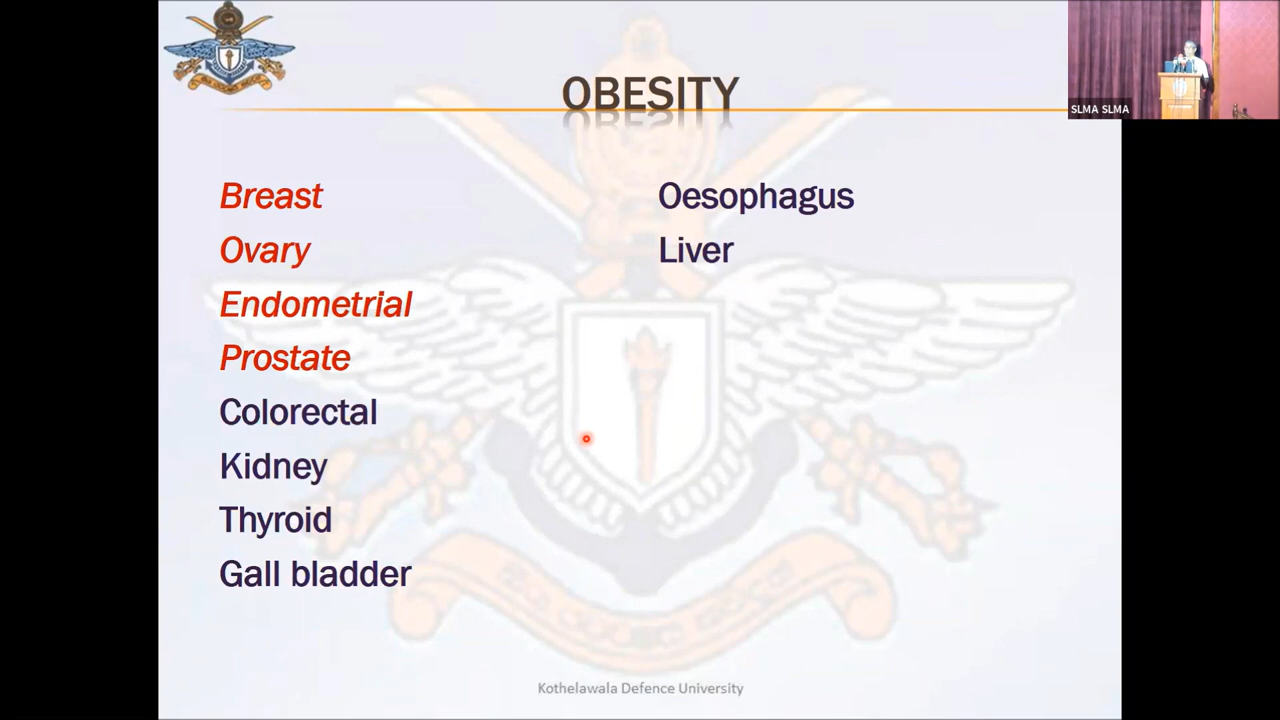 OBESITY
SLMA SLMA
Breast
Ovary
Endometrial
Prostate
Colorectal
Kidney
Thyroid
Gall bladder
Oesophagus
Liver
Kothelawala Defence University